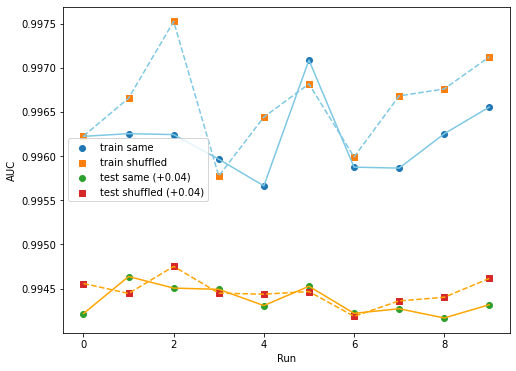 0.9975
0.9970
0.9965
0.9960
0.9955
0.9950
0.9945
AUC
train same
train shuffled
test same (+0.04)
test shuffled (+0.04)
0 2 4 6 8
Run